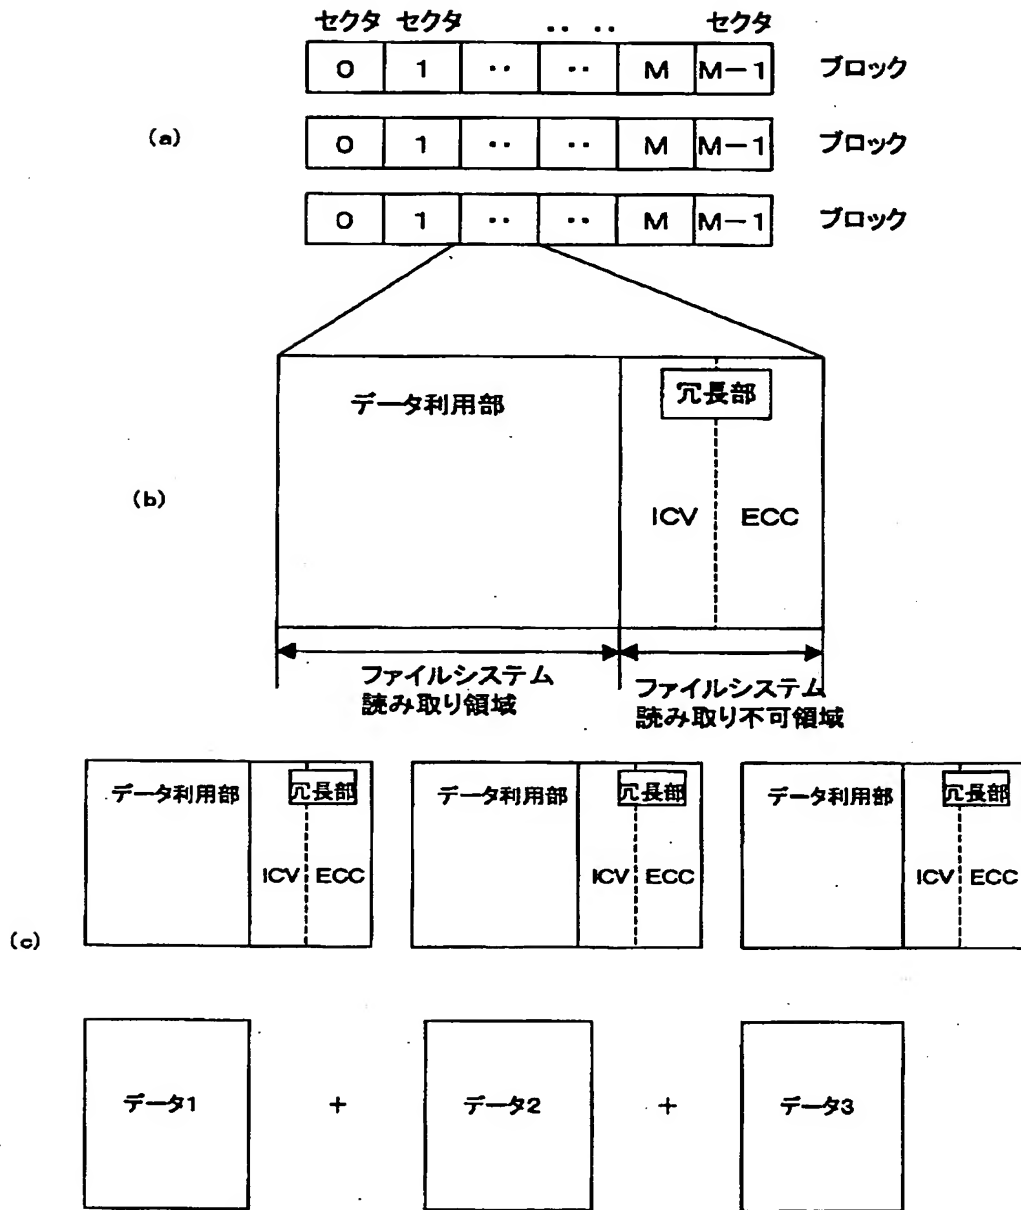 セクタ セクタ ‥ ‥ セクタ
0 1 ‥ ‥ M M−1 ブロック
(a)
0 1 ‥ ‥ M M−1 ブロック
0 1 ‥ ‥ M M−1 ブロック
データ利用部
冗長部
(b)
ICV ECC
ファイルシステム
読み取り領域
ファイルシステム
読み取り不可領域
データ利用部 冗長部 データ利用部 冗長部 データ利用部 冗長部
ICV ECC ICV ECC ICV ECC
(c)
データ1 + データ2 + データ3